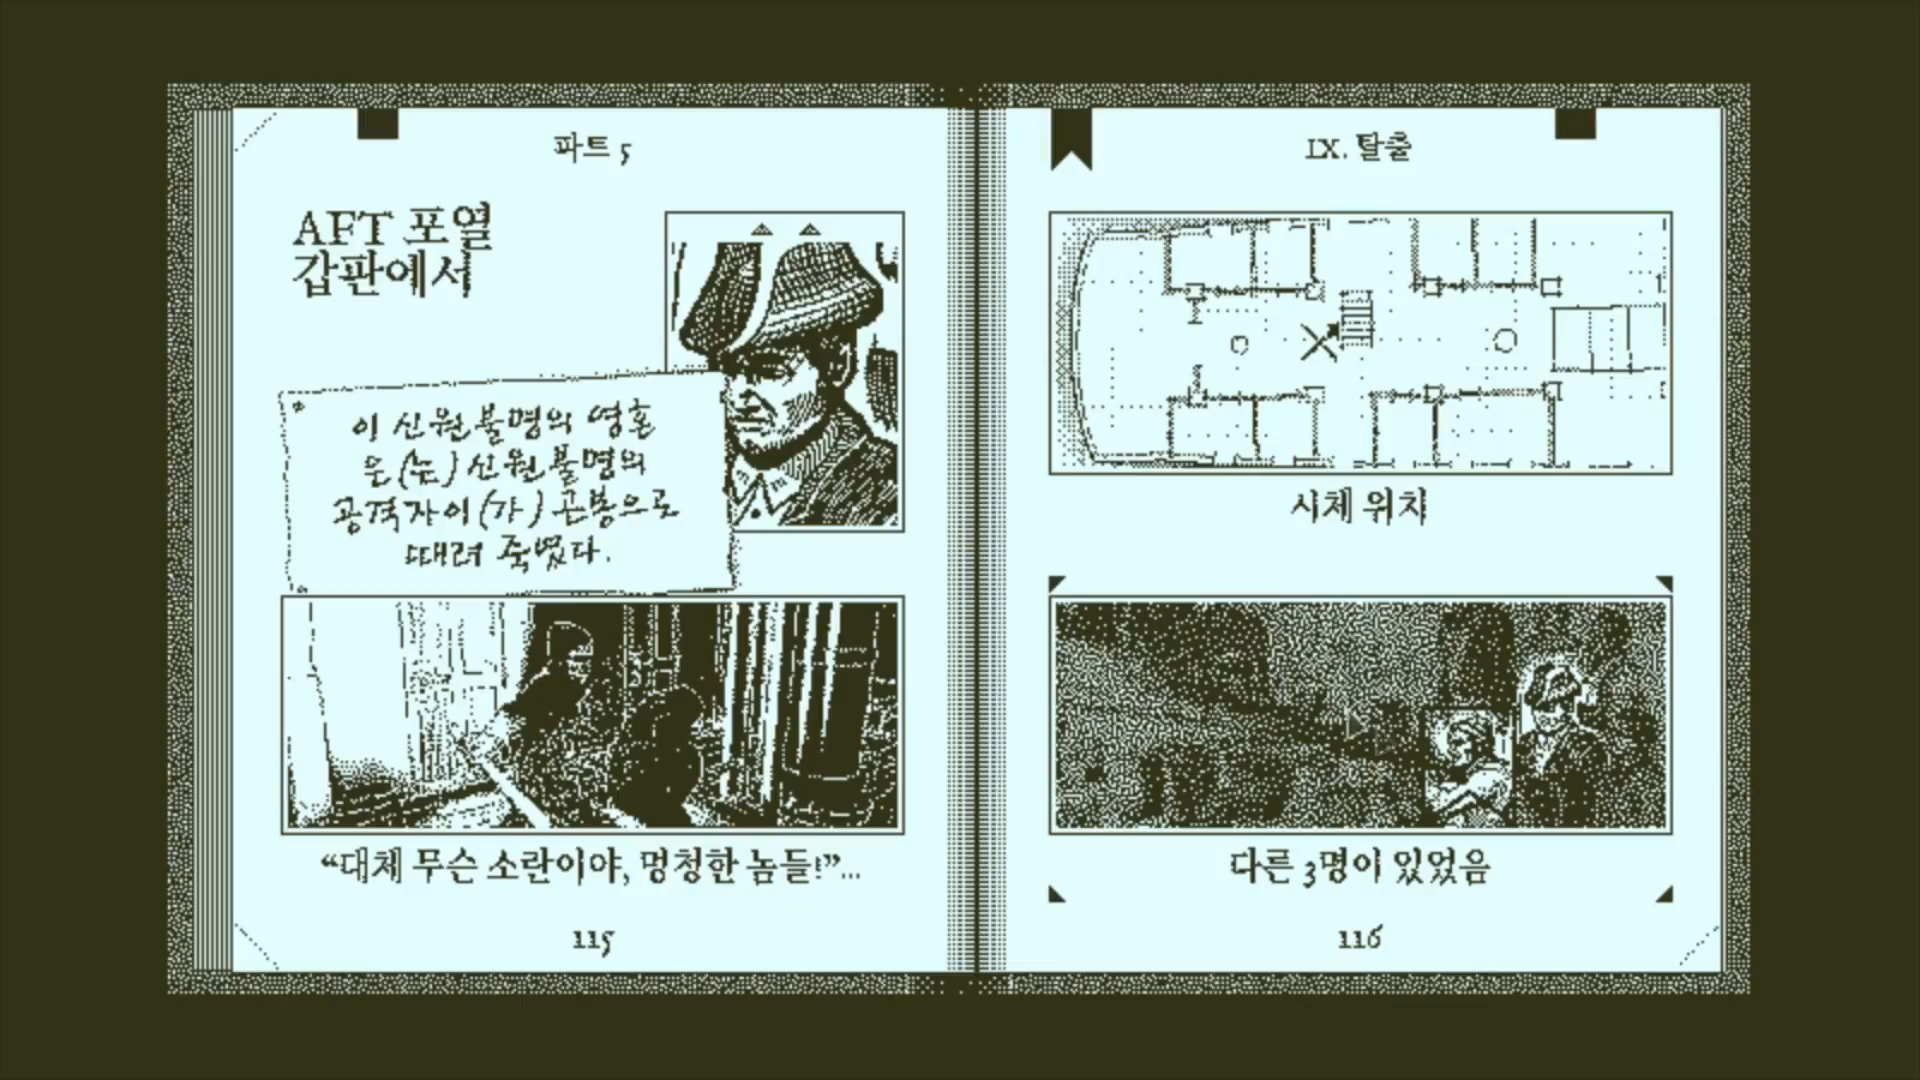 파트 5
AFT 포열
갑판에서
이 신원불명의 영혼
은(는) 신원불명의
공격자이(가) 곤봉으로
때려 죽였다.
“대체 무슨 소란이야, 멍청한 놈들!”...
115
IX. 탈출
시체 위치
다른 3명이 있었음
116